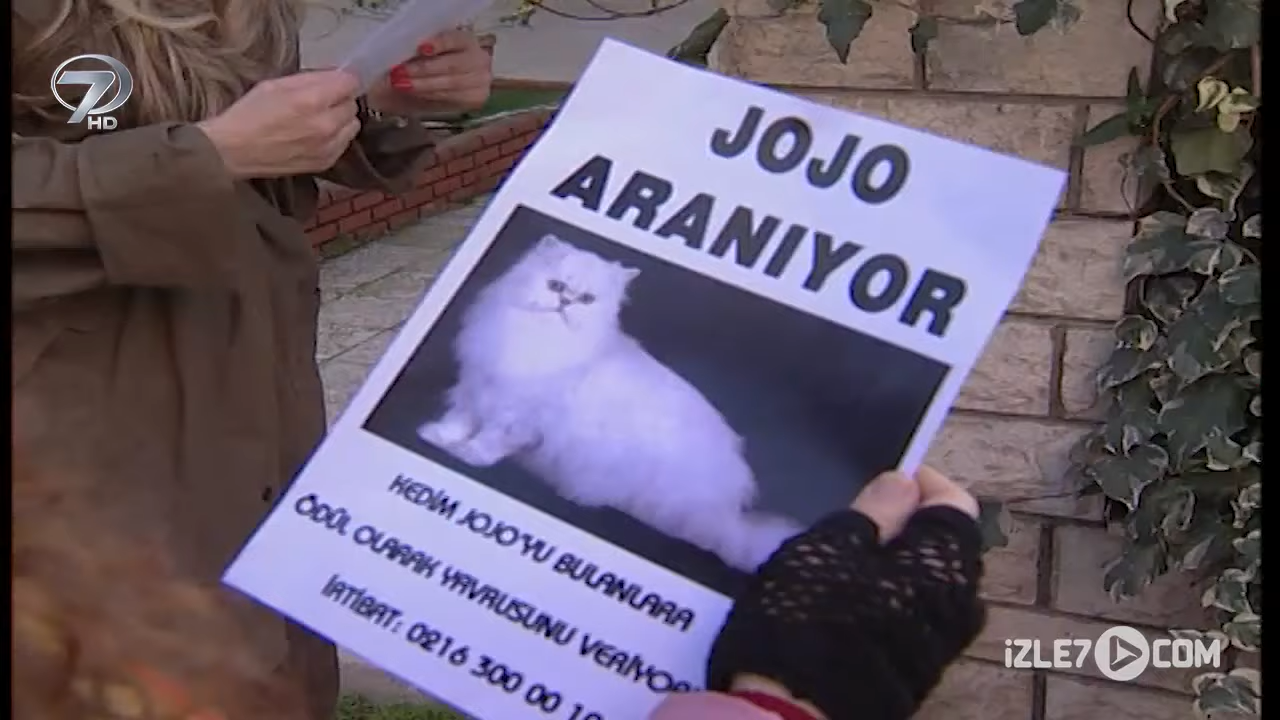 7
HD
JOJO
ARANIYOR
KEDİM JOJO'YU BULANLARA
ÖDÜL OLARAK YAVRUSUNU VERİYOR
İRTİBAT: 0216 300 00 10
İZLE7.COM